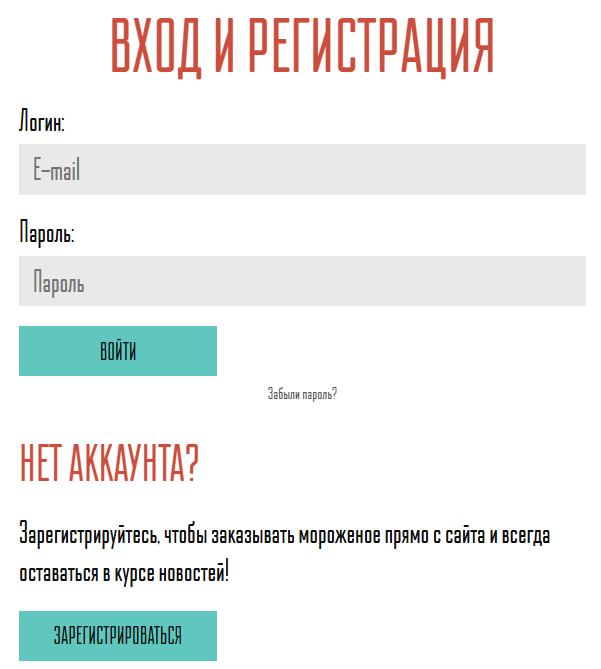 ВХОД И РЕГИСТРАЦИЯ
Логин:
E-mail
Пароль:
Пароль
ВОЙТИ
Забыли пароль?
НЕТ АККАУНТА?
Зарегистрируйтесь, чтобы заказывать мороженое прямо с сайта и всегда
оставаться в курсе новостей!
ЗАРЕГИСТРИРОВАТЬСЯ